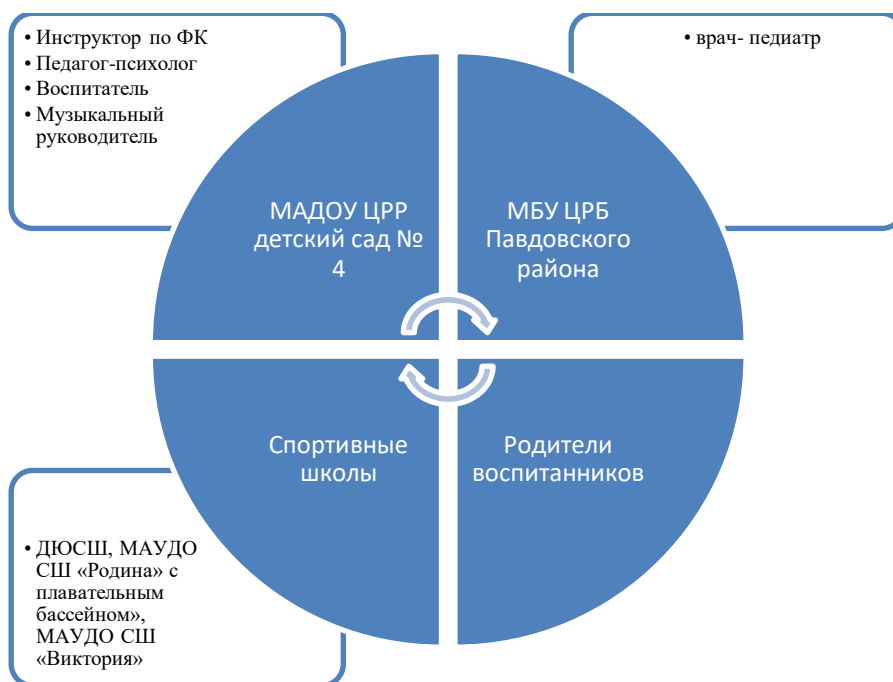 • Инструктор по ФК
• Педагог-психолог
• Воспитатель
• Музыкальный
руководитель
• врач- педиатр
МАДОУ ЦРР
детский сад №
4
МБУ ЦРБ
Павдовского
района
Спортивные
школы
Родители
воспитанников
• ДЮСШ, МАУДО
СШ «Родина» с
плавательным
бассейном»,
МАУДО СШ
«Виктория»